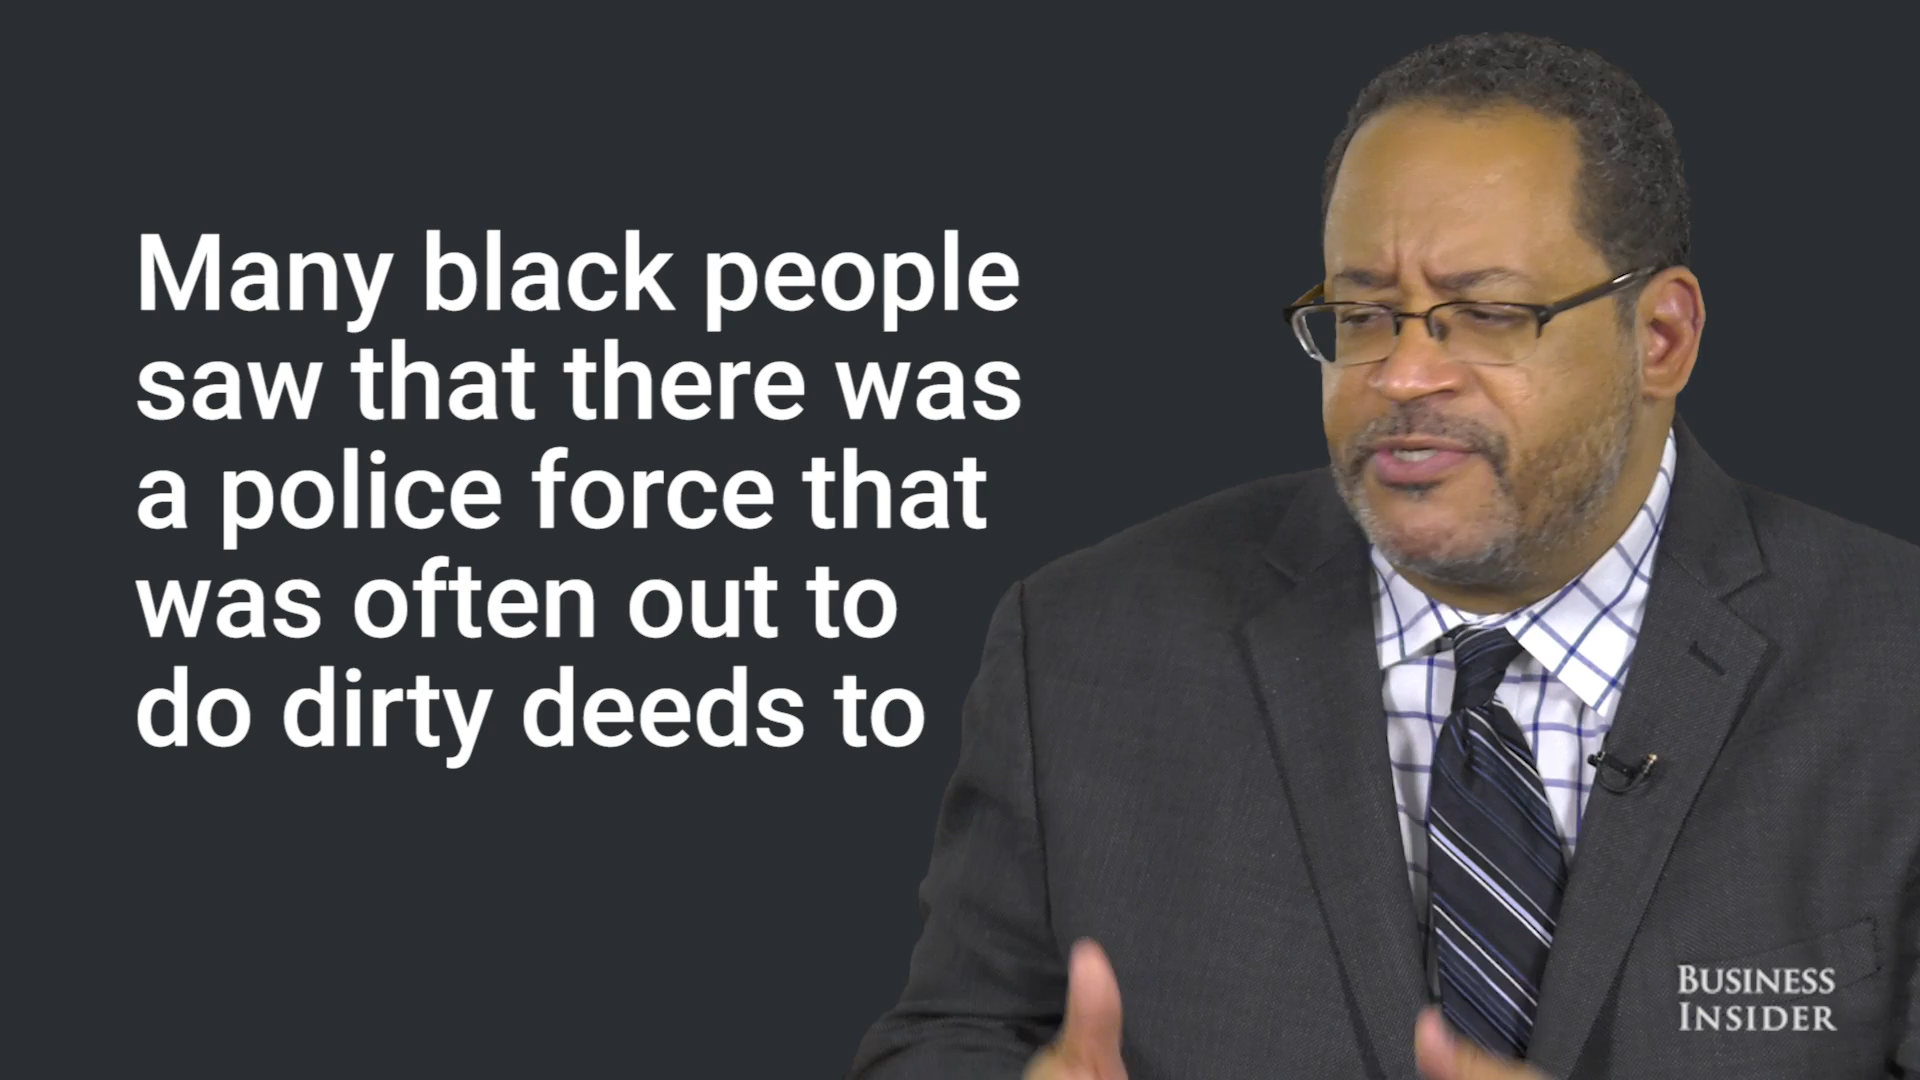 Many black people
saw that there was
a police force that
was often out to
do dirty deeds to
BUSINESS
INSIDER